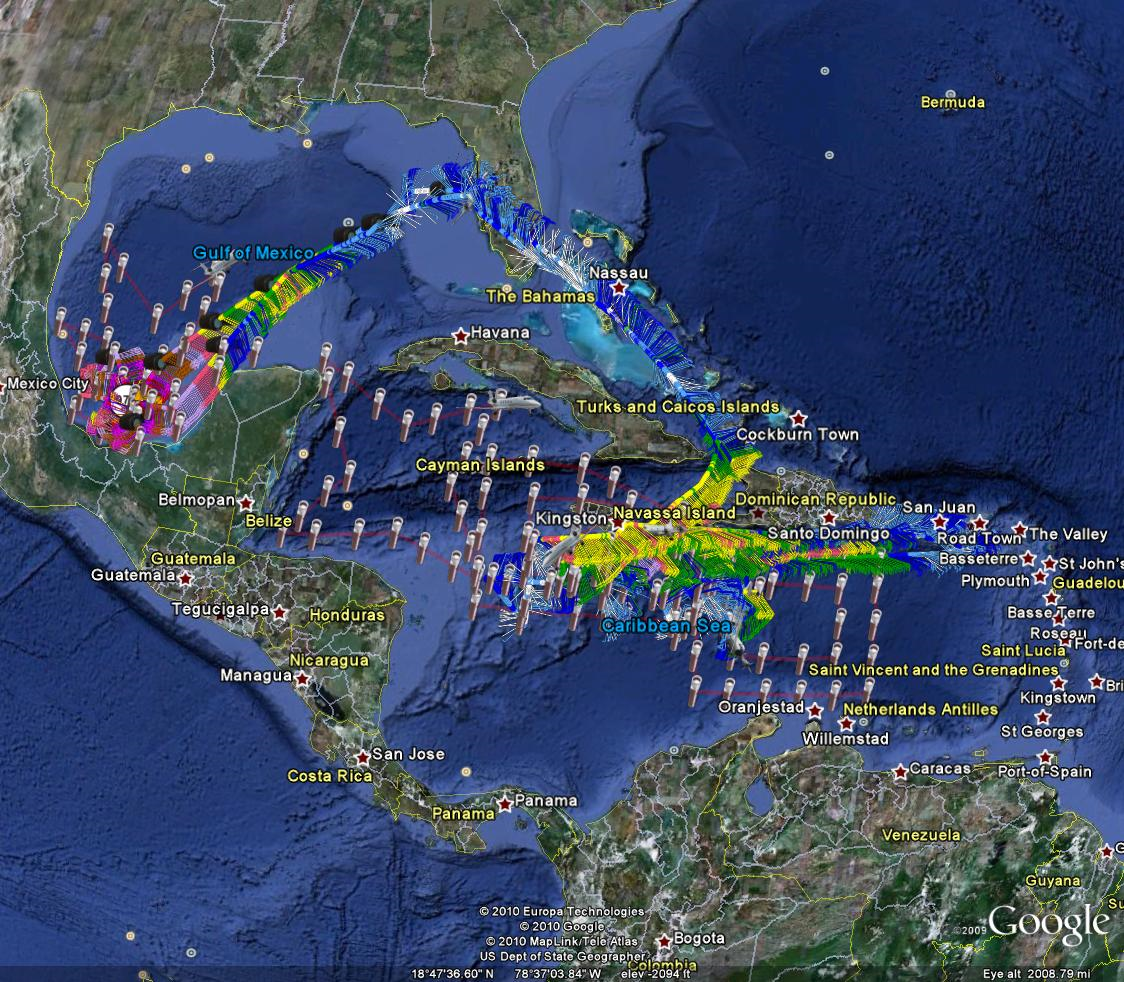 Bermuda
Gulf of Mexico
Nassau
The Bahamas
Havana
Mexico City
Turks and Caicos Islands
Cockburn Town
Cayman Islands
Belmopan
Belize
Kingston
Navassa Island
Dominican Republic
San Juan
Santo Domingo
Road Town
The Valley
Basseterre
St John's
Guatemala
Guatemala
Plymouth
Guadelou
Tegucigalpa
Honduras
Basse Terre
Caribbean Sea
Roseau
Fort-de
Saint Lucia
Nicaragua
Managua
Saint Vincent and the Grenadines
Bri
Kingstown
Oranjestad
Netherlands Antilles
Willemstad
St Georges
San Jose
Costa Rica
Caracas
Port-of-Spain
Panama
Panama
Venezuela
G
Guyana
Su
© 2010 Europa Technologies
© 2010 Google
© 2010 MapLink/Tele Atlas
US Dept of State Geographer
©2009 Google
Bogota
Colombia
18°47'36.60" N 78°37'03.84" W elev -2094 ft
Eye alt 2008.79 mi